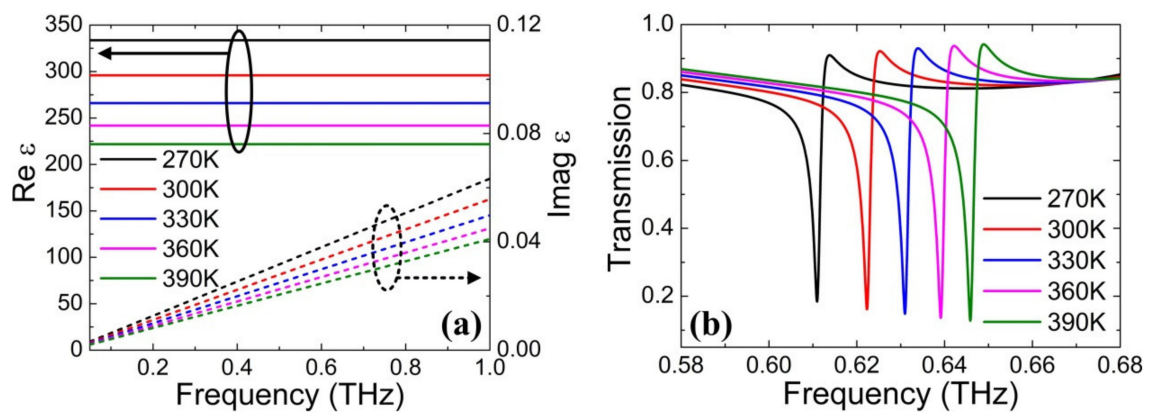 350
300
250
200
150
100
50
0
Re ε
270K
300K
330K
360K
390K
0.2
0.4
0.6
0.8
1.0
Frequency (THz)
0.12
0.08
0.04
0.00
Imag ε
(a)
1.0
0.8
0.6
0.4
0.2
Transmission
270K
300K
330K
360K
390K
(b)
0.58
0.60
0.62
0.64
0.66
0.68
Frequency (THz)